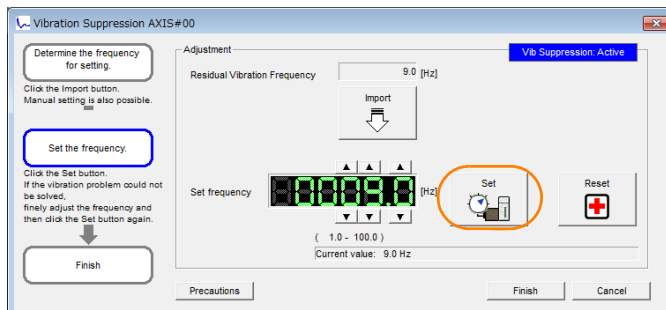 Vibration Suppression AXIS#00
Determine the frequency
for setting.
Click the Import button.
Manual setting is also possible.
Set the frequency.
Click the Set button.
If the vibration problem could not
be solved,
finely adjust the frequency and
then click the Set button again.
Finish
Adjustment
Vib Suppression: Active
Residual Vibration Frequency 9.0 [Hz]
Import
Set frequency 0009.0 [Hz]
Set
Reset
( 1.0 - 100.0 )
Current value: 9.0 Hz
Precautions
Finish
Cancel